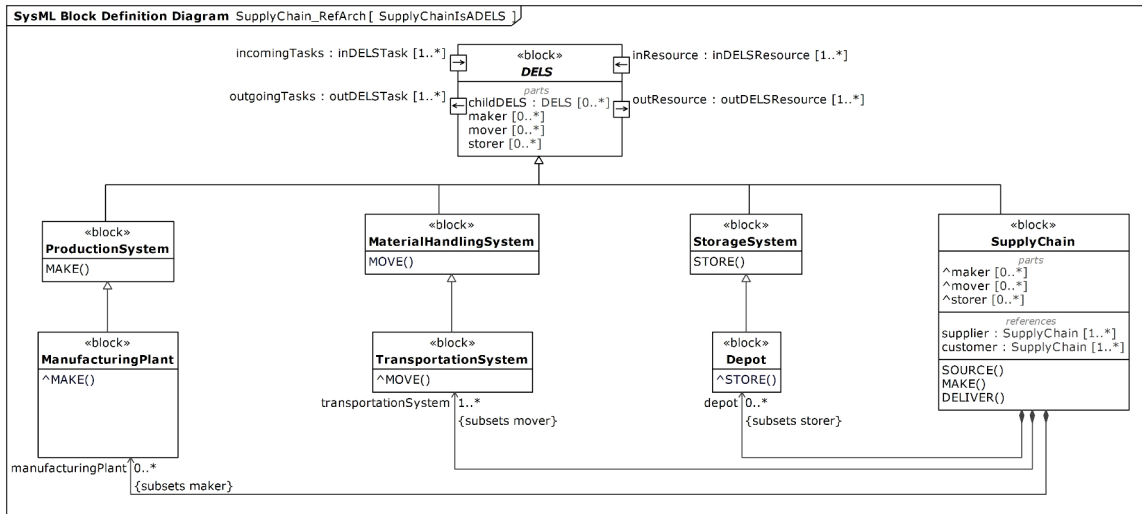 SysML Block Definition Diagram SupplyChain_RefArch [ SupplyChainIsADELS ]
incomingTasks : inDELSTask [1..*]
«block»
DELS
inResource : inDELSResource [1..*]
outgoingTasks : outDELSTask [1..*]
parts
childDELS : DELS [0..*]
maker [0..*]
mover [0..*]
storer [0..*]
outResource : outDELSResource [1..*]
«block»
ProductionSystem
MAKE()
«block»
MaterialHandlingSystem
MOVE()
«block»
StorageSystem
STORE()
«block»
SupplyChain
parts
^maker [0..*]
^mover [0..*]
^storer [0..*]
references
supplier : SupplyChain [1..*]
customer : SupplyChain [1..*]
SOURCE()
MAKE()
DELIVER()
«block»
ManufacturingPlant
^MAKE()
«block»
TransportationSystem
^MOVE()
«block»
Depot
^STORE()
transportationSystem 1..*
{subsets mover}
depot 0..*
{subsets storer}
manufacturingPlant 0..*
{subsets maker}